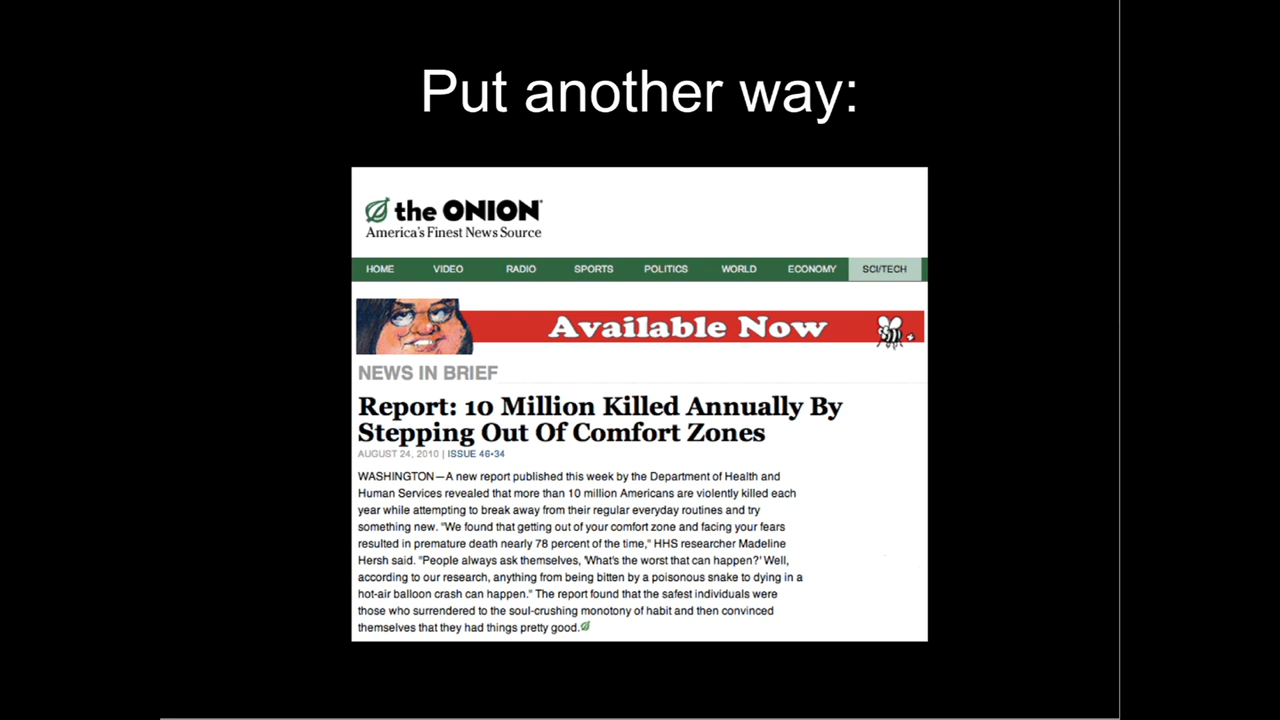 Put another way:
the ONION
America's Finest News Source
HOME VIDEO RADIO SPORTS POLITICS WORLD ECONOMY SCI/TECH
Available Now
NEWS IN BRIEF
Report: 10 Million Killed Annually By
Stepping Out Of Comfort Zones
AUGUST 24, 2010 | ISSUE 46•34
WASHINGTON—A new report published this week by the Department of Health and
Human Services revealed that more than 10 million Americans are violently killed each
year while attempting to break away from their regular everyday routines and try
something new. "We found that getting out of your comfort zone and facing your fears
resulted in premature death nearly 78 percent of the time," HHS researcher Madeline
Hersh said. "People always ask themselves, 'What's the worst that can happen?' Well,
according to our research, anything from being bitten by a poisonous snake to dying in a
hot-air balloon crash can happen." The report found that the safest individuals were
those who surrendered to the soul-crushing monotony of habit and then convinced
themselves that they had things pretty good.